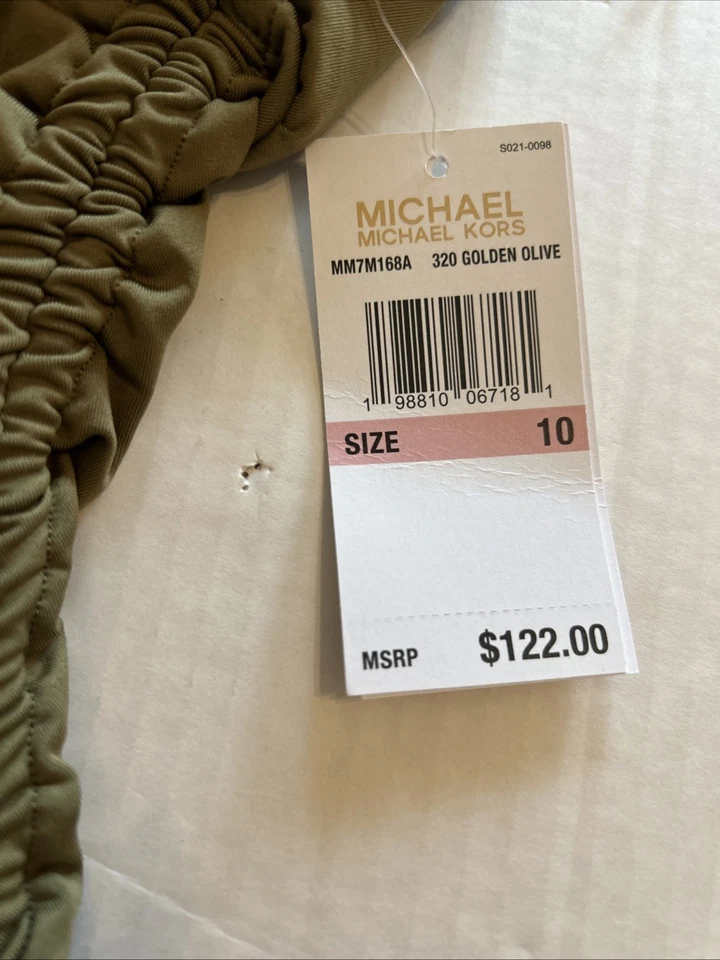 S021-0098
MICHAEL
MICHAEL KORS
MM7M168A 320 GOLDEN OLIVE
1 98810 06718 1
SIZE 10
MSRP $122.00